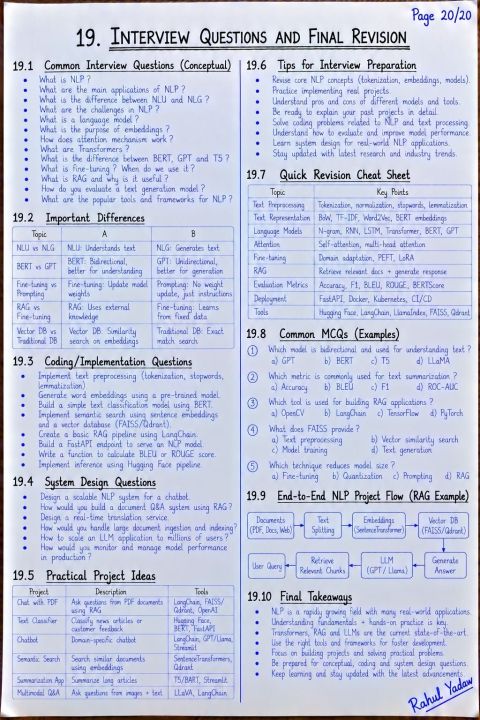 Page 20/20
19. INTERVIEW QUESTIONS AND FINAL REVISION
19.1 Common Interview Questions (Conceptual)
• What is NLP ?
• What are the main applications of NLP ?
• What is the difference between NLU and NLG ?
• What are the challenges in NLP ?
• What is a language model ?
• What is the purpose of embeddings ?
• How does attention mechanism work ?
• What are Transformers ?
• What is the difference between BERT, GPT and T5 ?
• What is fine-tuning ? When do we use it ?
• What is RAG and why is it useful ?
• How do you evaluate a text generation model ?
• What are the popular tools and frameworks for NLP ?
19.2 Important Differences
Topic A B
NLU vs NLG NLU: Understands text NLG: Generates text
BERT vs GPT BERT: Bidirectional, better for understanding GPT: Unidirectional, better for generation
Fine-tuning vs Prompting Fine-tuning: Update model weights Prompting: No weight update, just instructions
RAG vs Fine-tuning RAG: Uses external knowledge Fine-tuning: Learns from fixed data
Vector DB vs Traditional DB Vector DB: Similarity search on embeddings Traditional DB: Exact match search
19.3 Coding/Implementation Questions
• Implement text preprocessing (tokenization, stopwords,
lemmatization)
• Generate word embeddings using a pre-trained model.
• Build a simple text classification model using BERT.
• Implement semantic search using sentence embeddings
and a vector database (FAISS/Qdrant).
• Create a basic RAG pipeline using LangChain.
• Build a FastAPI endpoint to serve an NLP model.
• Write a function to calculate BLEU or ROUGE score.
• Implement inference using Hugging Face pipeline.
19.4 System Design Questions
• Design a scalable NLP system for a chatbot.
• How would you build a document Q&A system using RAG ?
• Design a real-time translation service.
• How would you handle large document ingestion and indexing?
• How to scale an LLM application to millions of users ?
• How would you monitor and manage model performance
in production ?
19.5 Practical Project Ideas
Project Description Tools
Chat with PDF Ask questions from PDF documents using RAG LangChain, FAISS/ Qdrant, OpenAI
Text Classifier Classify news articles or customer feedback Hugging Face, BERT, FastAPI
Chatbot Domain-specific chatbot LangChain, GPT/Llama, Streamlit
Semantic Search Search similar documents using embeddings SentenceTransformers, Qdrant
Summarization App Summarize long articles T5/BART, Streamlit
Multimodal Q&A Ask questions from images + text LLaVA, LangChain
19.6 Tips for Interview Preparation
• Revise core NLP concepts (tokenization, embeddings, models).
• Practice implementing real projects.
• Understand pros and cons of different models and tools.
• Be ready to explain your past projects in detail.
• Solve coding problems related to NLP and text processing.
• Understand how to evaluate and improve model performance.
• Learn system design for real-world NLP applications.
• Stay updated with latest research and industry trends.
19.7 Quick Revision Cheat Sheet
Topic Key Points
Text Preprocessing Tokenization, normalization, stopwords, lemmatization
Text Representation BoW, TF-IDF, Word2Vec, BERT embeddings
Language Models N-gram, RNN, LSTM, Transformer, BERT, GPT
Attention Self-attention, multi-head attention
Fine-tuning Domain adaptation, PEFT, LoRA
RAG Retrieve relevant docs + generate response
Evaluation Metrics Accuracy, F1, BLEU, ROUGE, BERTScore
Deployment FastAPI, Docker, Kubernetes, CI/CD
Tools Hugging Face, LangChain, LlamaIndex, FAISS, Qdrant
19.8 Common MCQs (Examples)
1 Which model is bidirectional and used for understanding text ?
a) GPT b) BERT c) T5 d) LLaMA
2 Which metric is commonly used for text summarization ?
a) Accuracy b) BLEU c) F1 d) ROC-AUC
3 Which tool is used for building RAG applications ?
a) OpenCV b) LangChain c) TensorFlow d) PyTorch
4 What does FAISS provide ?
a) Text preprocessing b) Vector similarity search
c) Model training d) Text generation
5 Which technique reduces model size ?
a) Fine-tuning b) Quantization c) Prompting d) RAG
19.9 End-to-End NLP Project Flow (RAG Example)
Documents (PDF, Docs, Web)
Text Splitting
Embeddings (SentenceTransformer)
Vector DB (FAISS/Qdrant)
User Query
Retrieve Relevant Chunks
LLM (GPT / Llama)
Generate Answer
19.10 Final Takeaways
• NLP is a rapidly growing field with many real-world applications.
• Understanding fundamentals + hands-on practice is key.
• Transformers, RAG and LLMs are the current state-of-the-art.
• Use the right tools and frameworks for faster development.
• Focus on building projects and solving practical problems.
• Be prepared for conceptual, coding and system design questions.
• Keep learning and stay updated with the latest advancements.
Rahul Yadaw